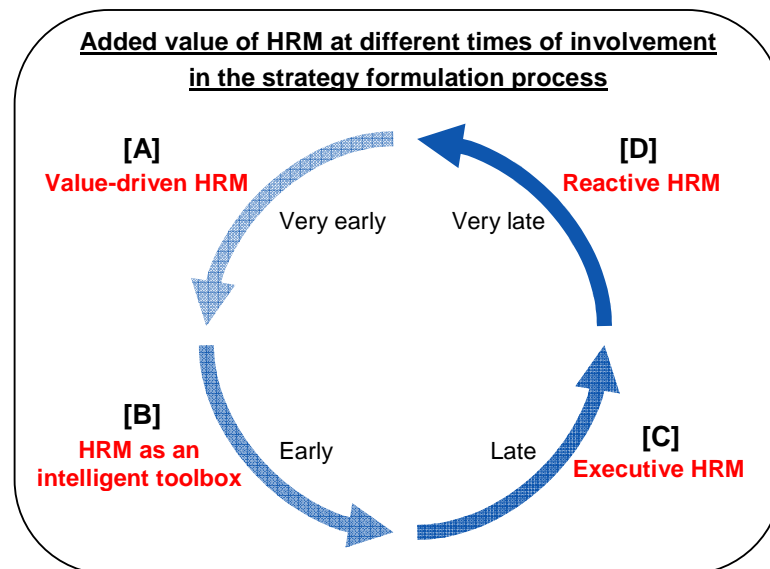 Added value of HRM at different times of involvement
in the strategy formulation process
[A]
Value-driven HRM
[D]
Reactive HRM
Very early
Very late
[B]
HRM as an
intelligent toolbox
Early
Late
[C]
Executive HRM